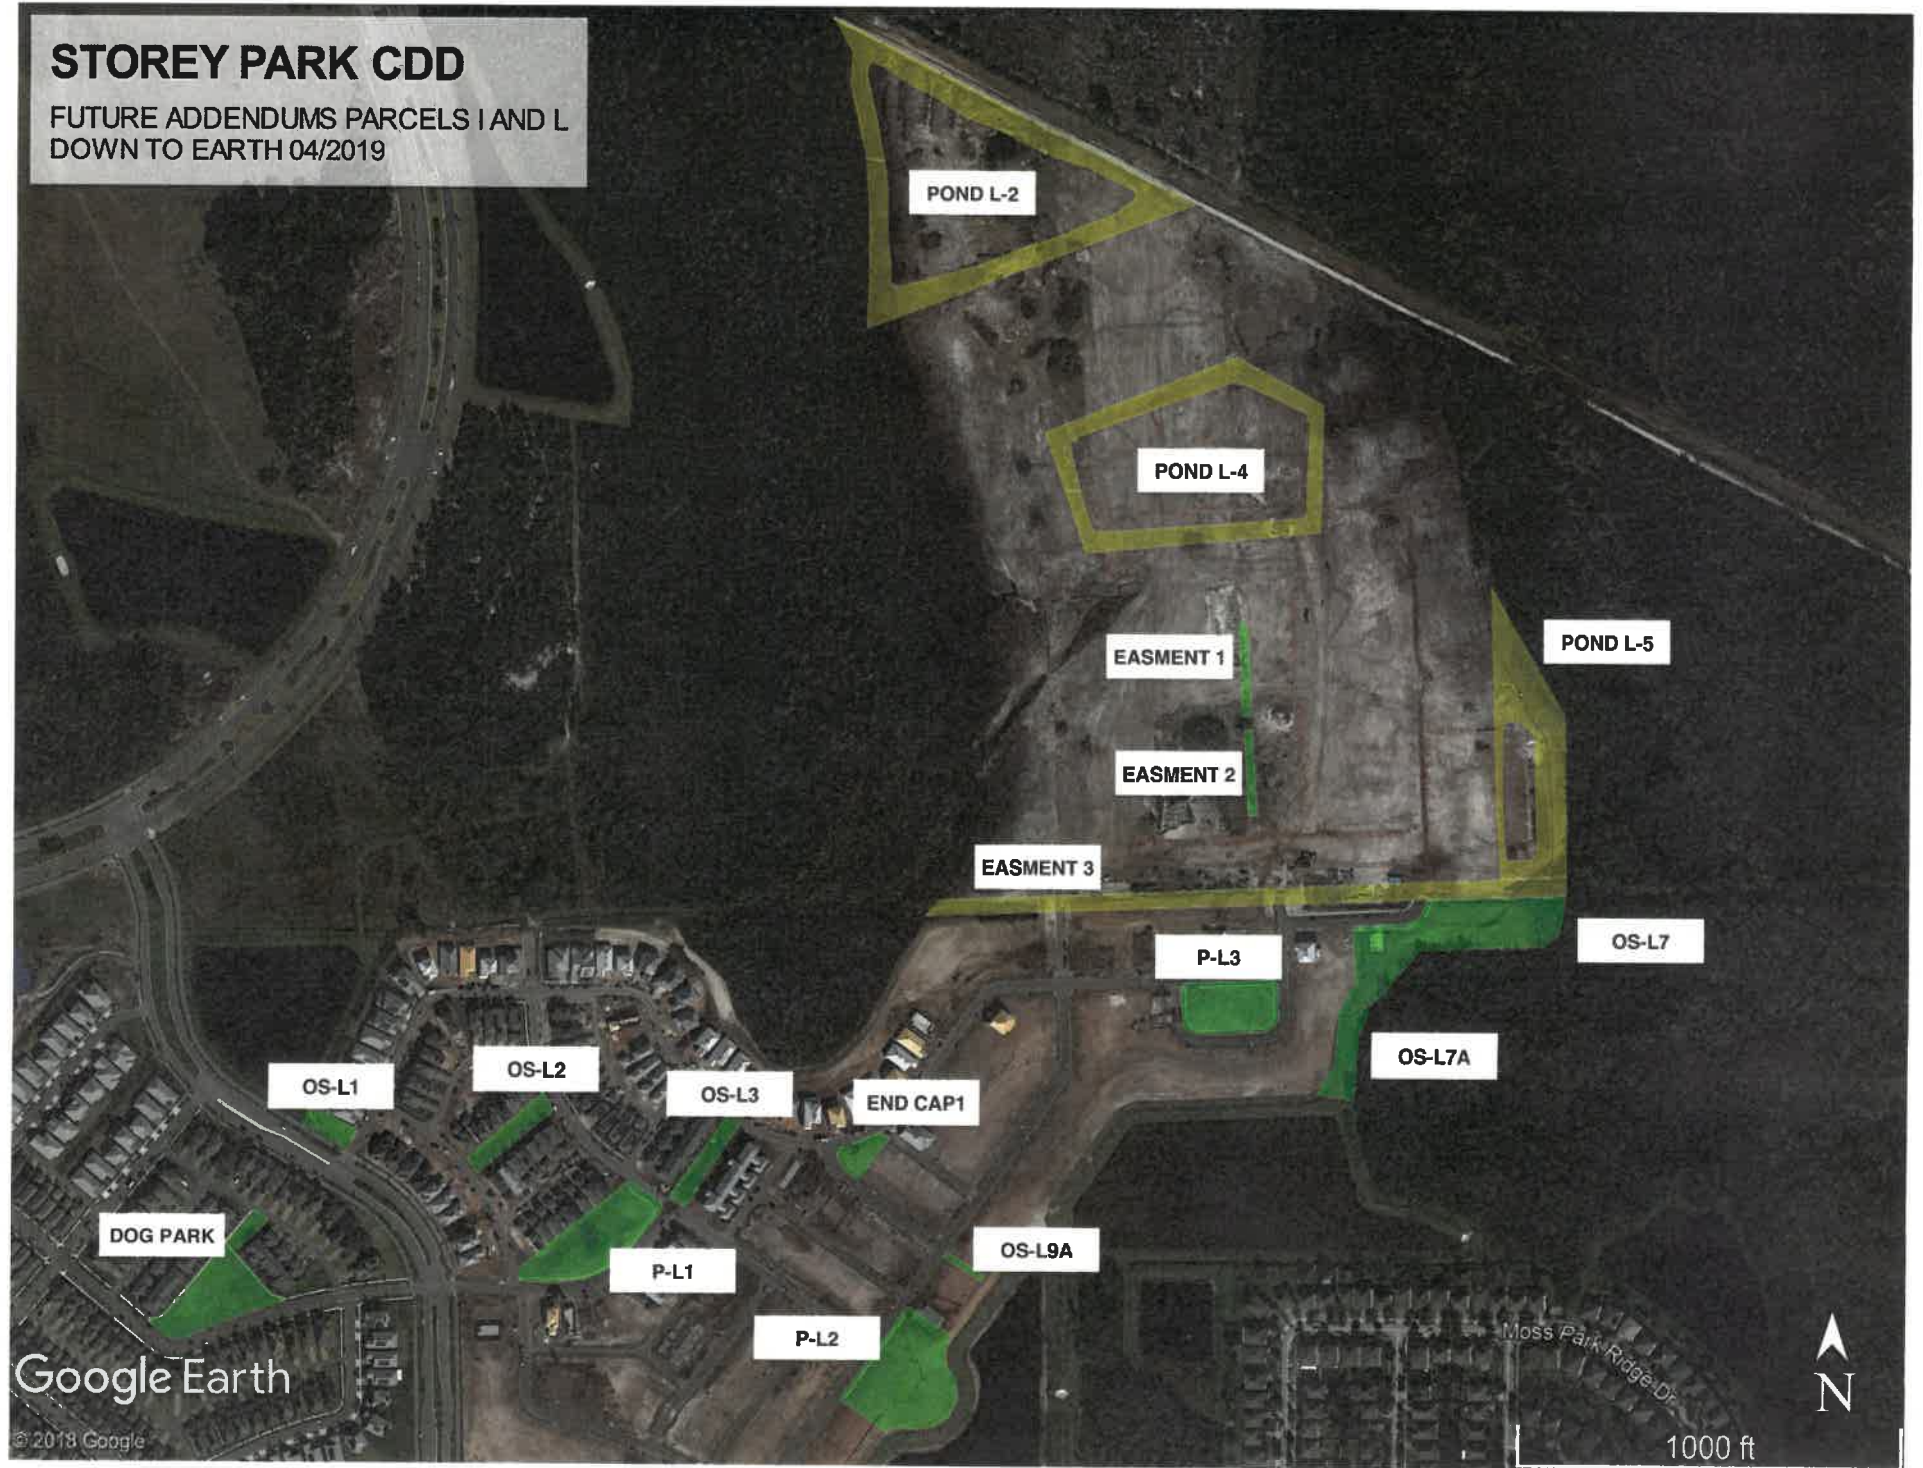 STOREY PARK CDD
FUTURE ADDENDUMS PARCELS I AND L
DOWN TO EARTH 04/2019
POND L-2
POND L-4
POND L-5
EASMENT 1
EASMENT 2
EASMENT 3
OS-L7
P-L3
OS-L7A
OS-L1
OS-L2
OS-L3
END CAP1
DOG PARK
P-L1
OS-L9A
P-L2
Moss Park Ridge Dr
Google Earth
© 2018 Google
N
1000 ft